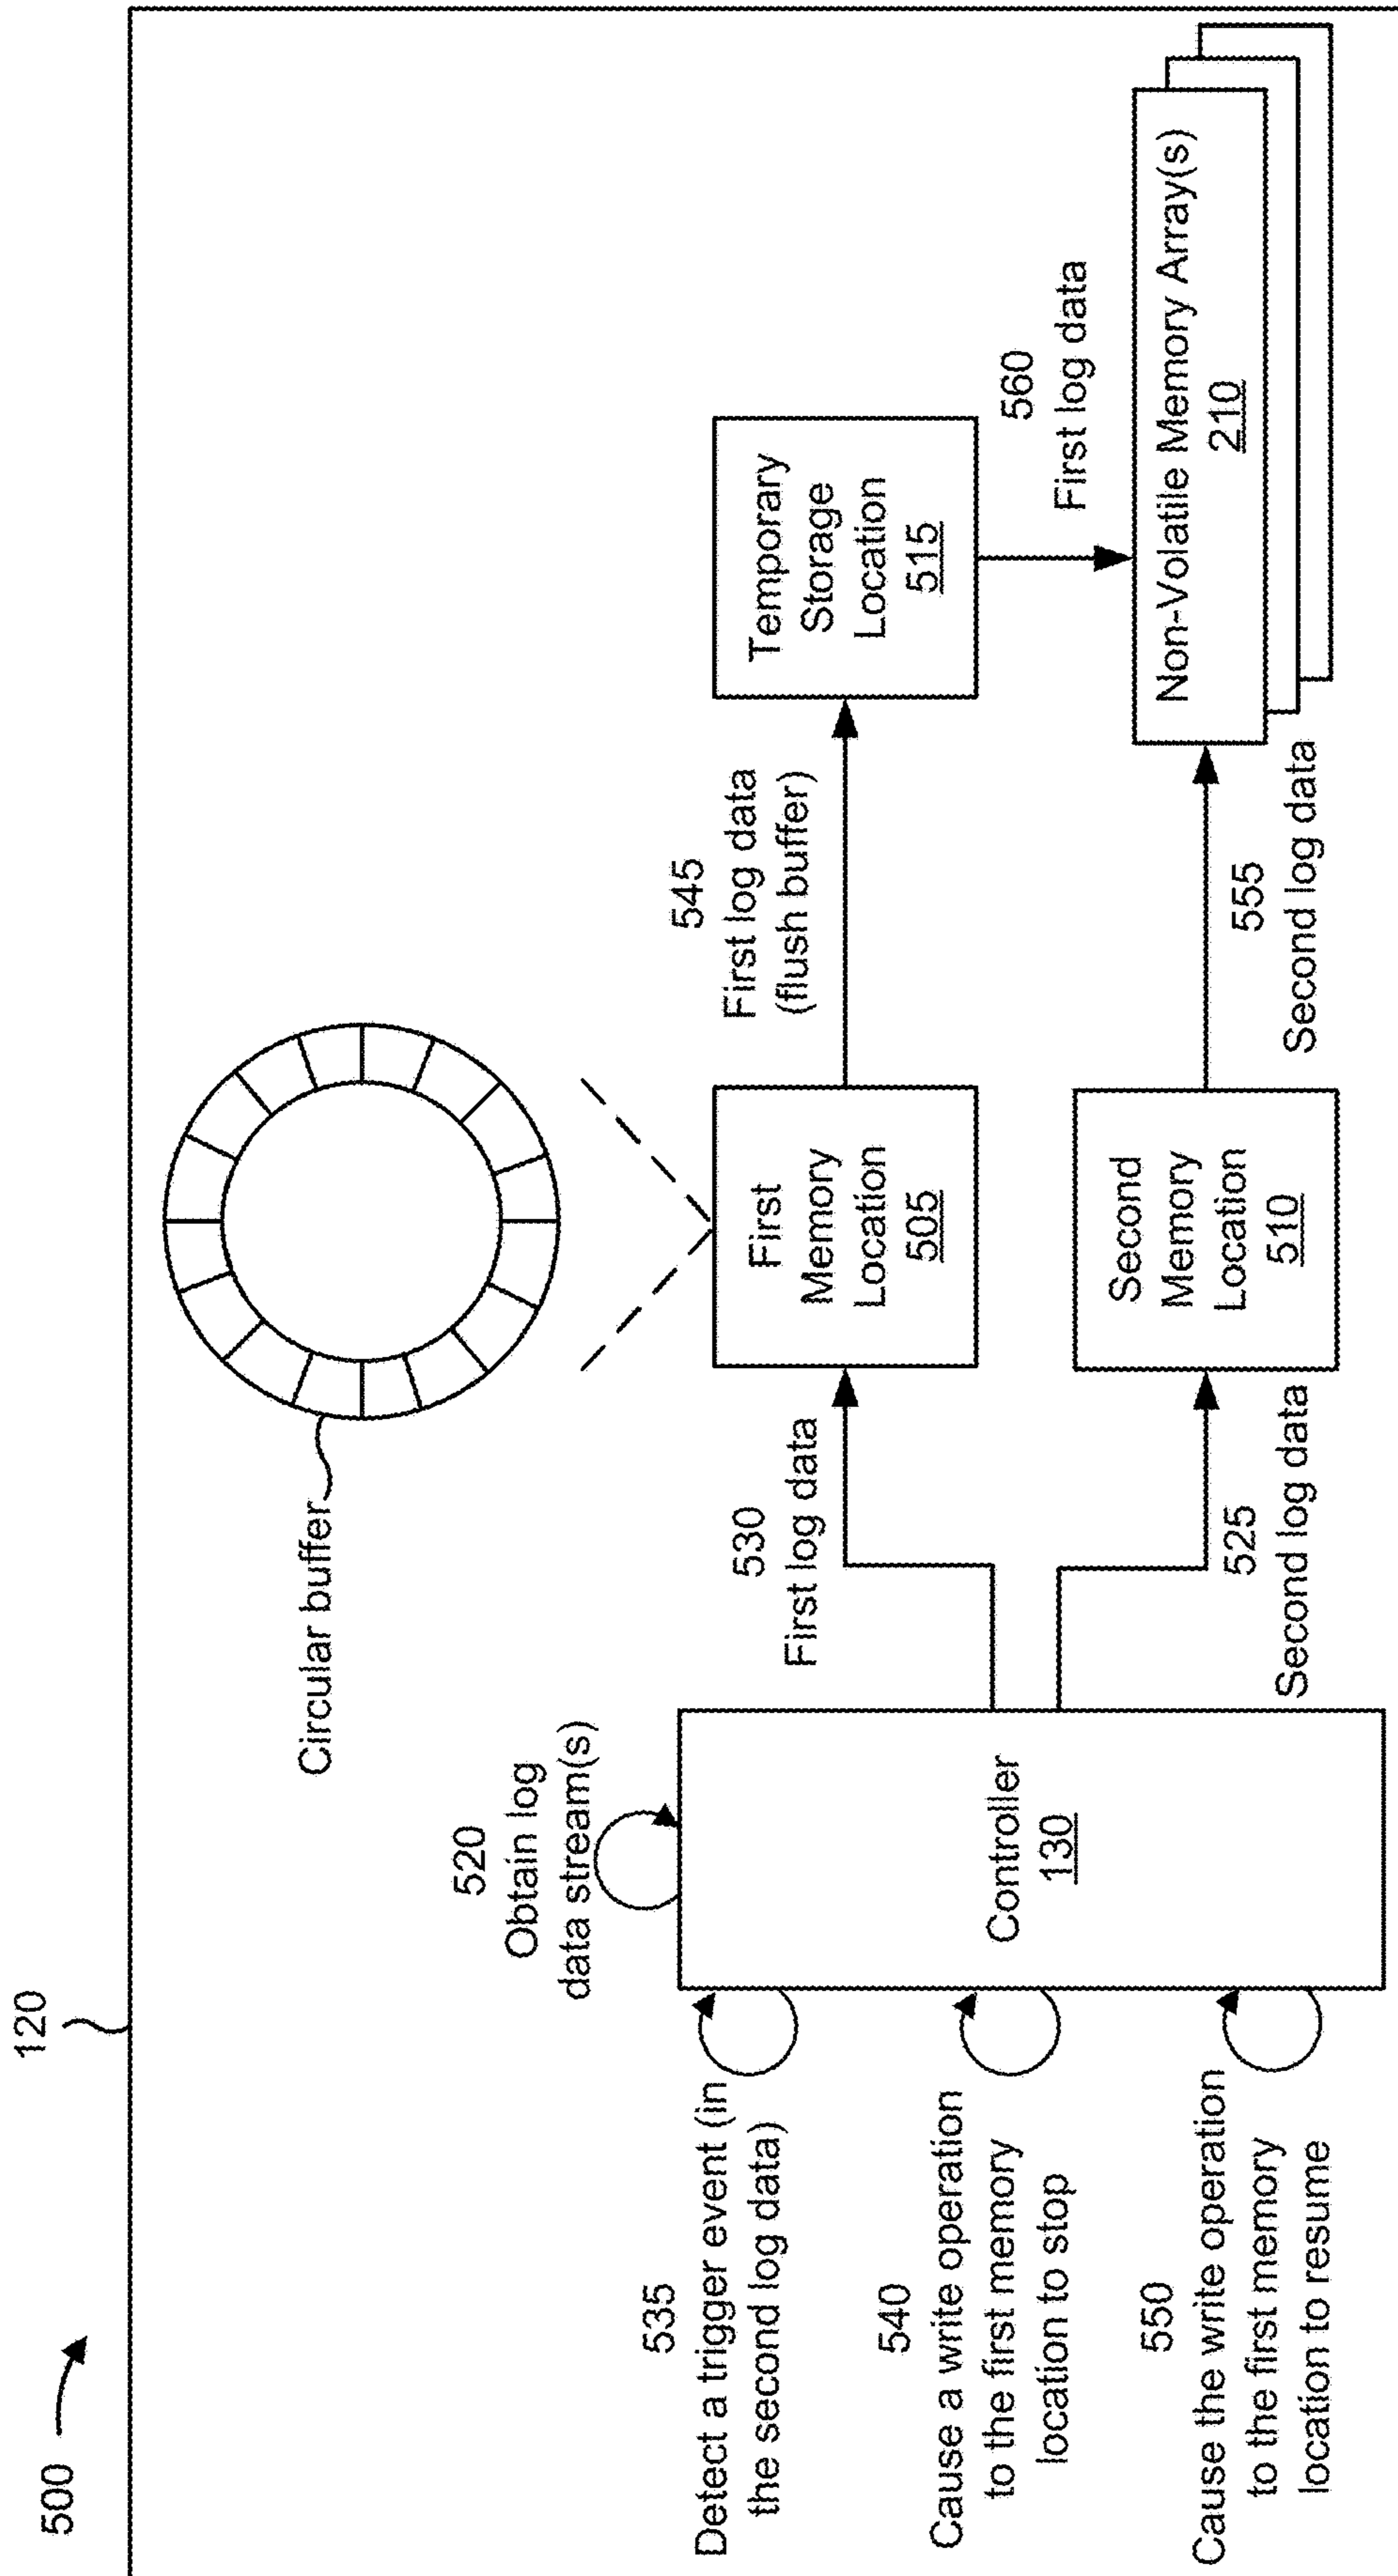 500
120
535
Detect a trigger event (in
the second log data)
540
Cause a write operation
to the first memory
location to stop
550
Cause the write operation
to the first memory
location to resume
520
Obtain log
data stream(s)
Controller
130
Circular buffer
530
First log data
525
Second log data
First
Memory
Location
505
Second
Memory
Location
510
545
First log data
(flush buffer)
555
Second log data
Temporary
Storage
Location
515
560
First log data
Non-Volatile Memory Array(s)
210